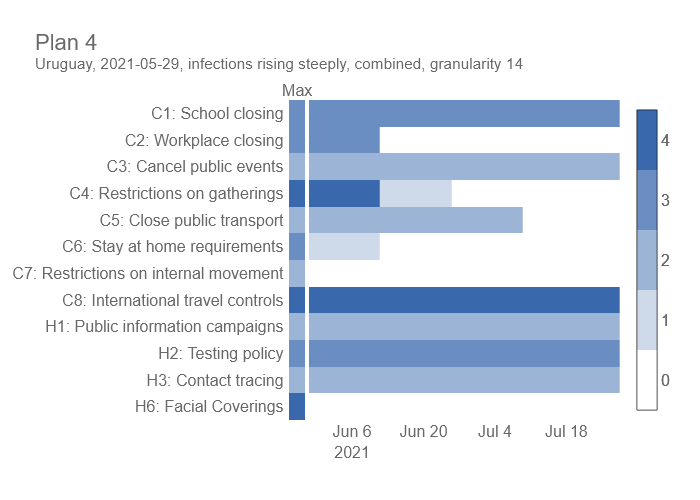 Plan 4
Uruguay, 2021-05-29, infections rising steeply, combined, granularity 14
Max
C1: School closing
C2: Workplace closing
C3: Cancel public events
C4: Restrictions on gatherings
C5: Close public transport
C6: Stay at home requirements
C7: Restrictions on internal movement
C8: International travel controls
H1: Public information campaigns
H2: Testing policy
H3: Contact tracing
H6: Facial Coverings
Jun 6 Jun 20 Jul 4 Jul 18
2021
4
3
2
1
0